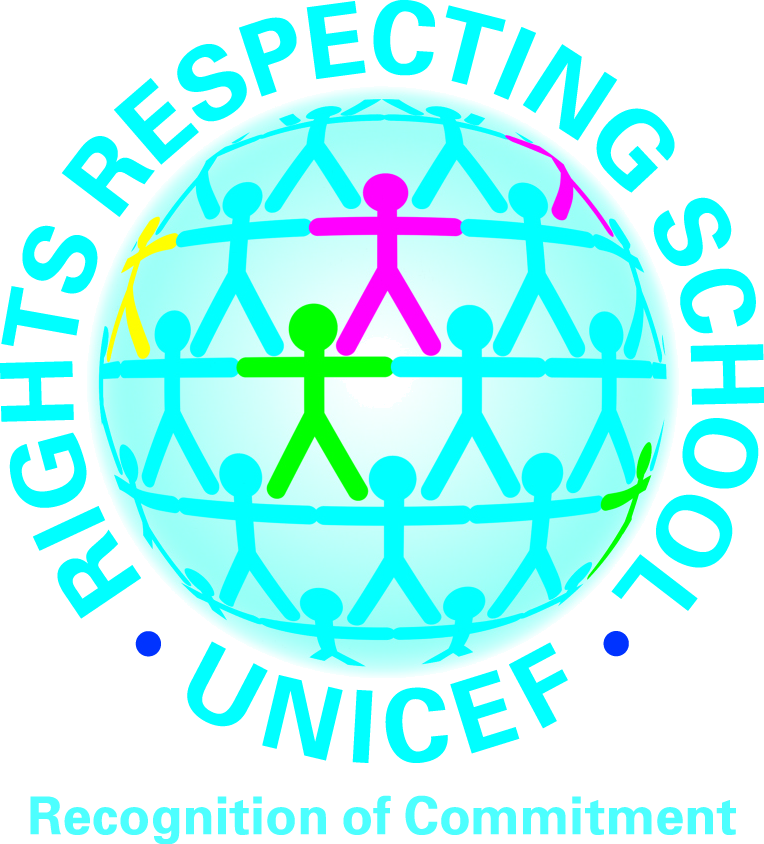 RIGHTS RESPECTING SCHOOL
• UNICEF •
Recognition of Commitment